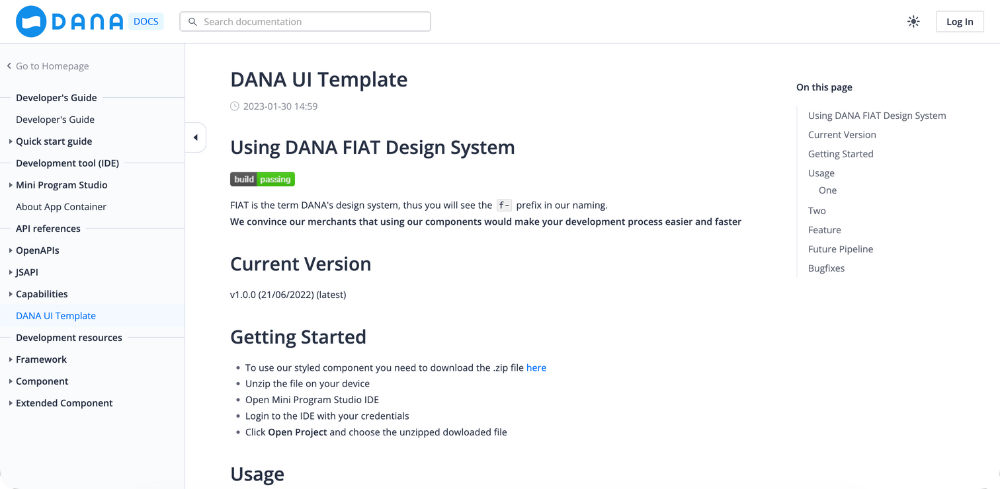 DANA DOCS
Search documentation
Log In
Go to Homepage
Developer's Guide
Developer's Guide
Quick start guide
Development tool (IDE)
Mini Program Studio
About App Container
API references
OpenAPIs
JSAPI
Capabilities
DANA UI Template
Development resources
Framework
Component
Extended Component
DANA UI Template
2023-01-30 14:59
Using DANA FIAT Design System
build passing
FIAT is the term DANA's design system, thus you will see the f- prefix in our naming.
We convince our merchants that using our components would make your development process easier and faster
Current Version
v1.0.0 (21/06/2022) (latest)
Getting Started
To use our styled component you need to download the .zip file here
Unzip the file on your device
Open Mini Program Studio IDE
Login to the IDE with your credentials
Click Open Project and choose the unzipped dowloaded file
Usage
On this page
Using DANA FIAT Design System
Current Version
Getting Started
Usage
One
Two
Feature
Future Pipeline
Bugfixes